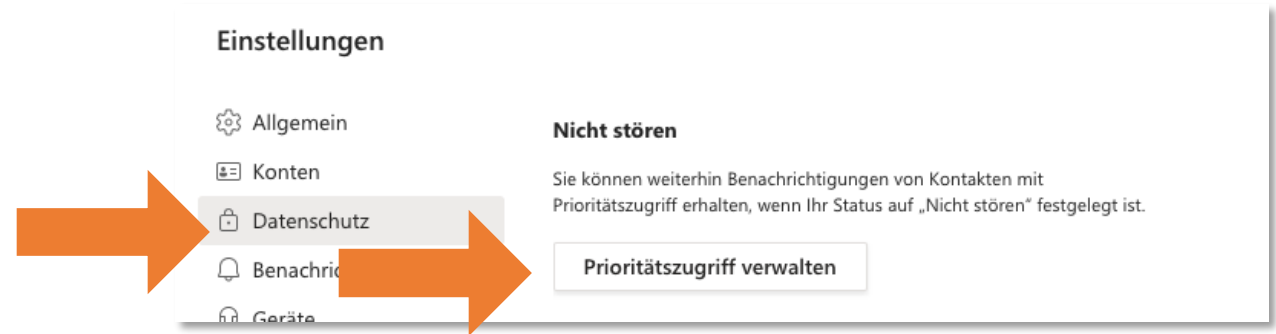 Einstellungen
Allgemein
Konten
Datenschutz
Geräte
Nicht stören
Sie können weiterhin Benachrichtigungen von Kontakten mit
Prioritätszugriff erhalten, wenn Ihr Status auf „Nicht stören“ festgelegt ist.
Prioritätszugriff verwalten